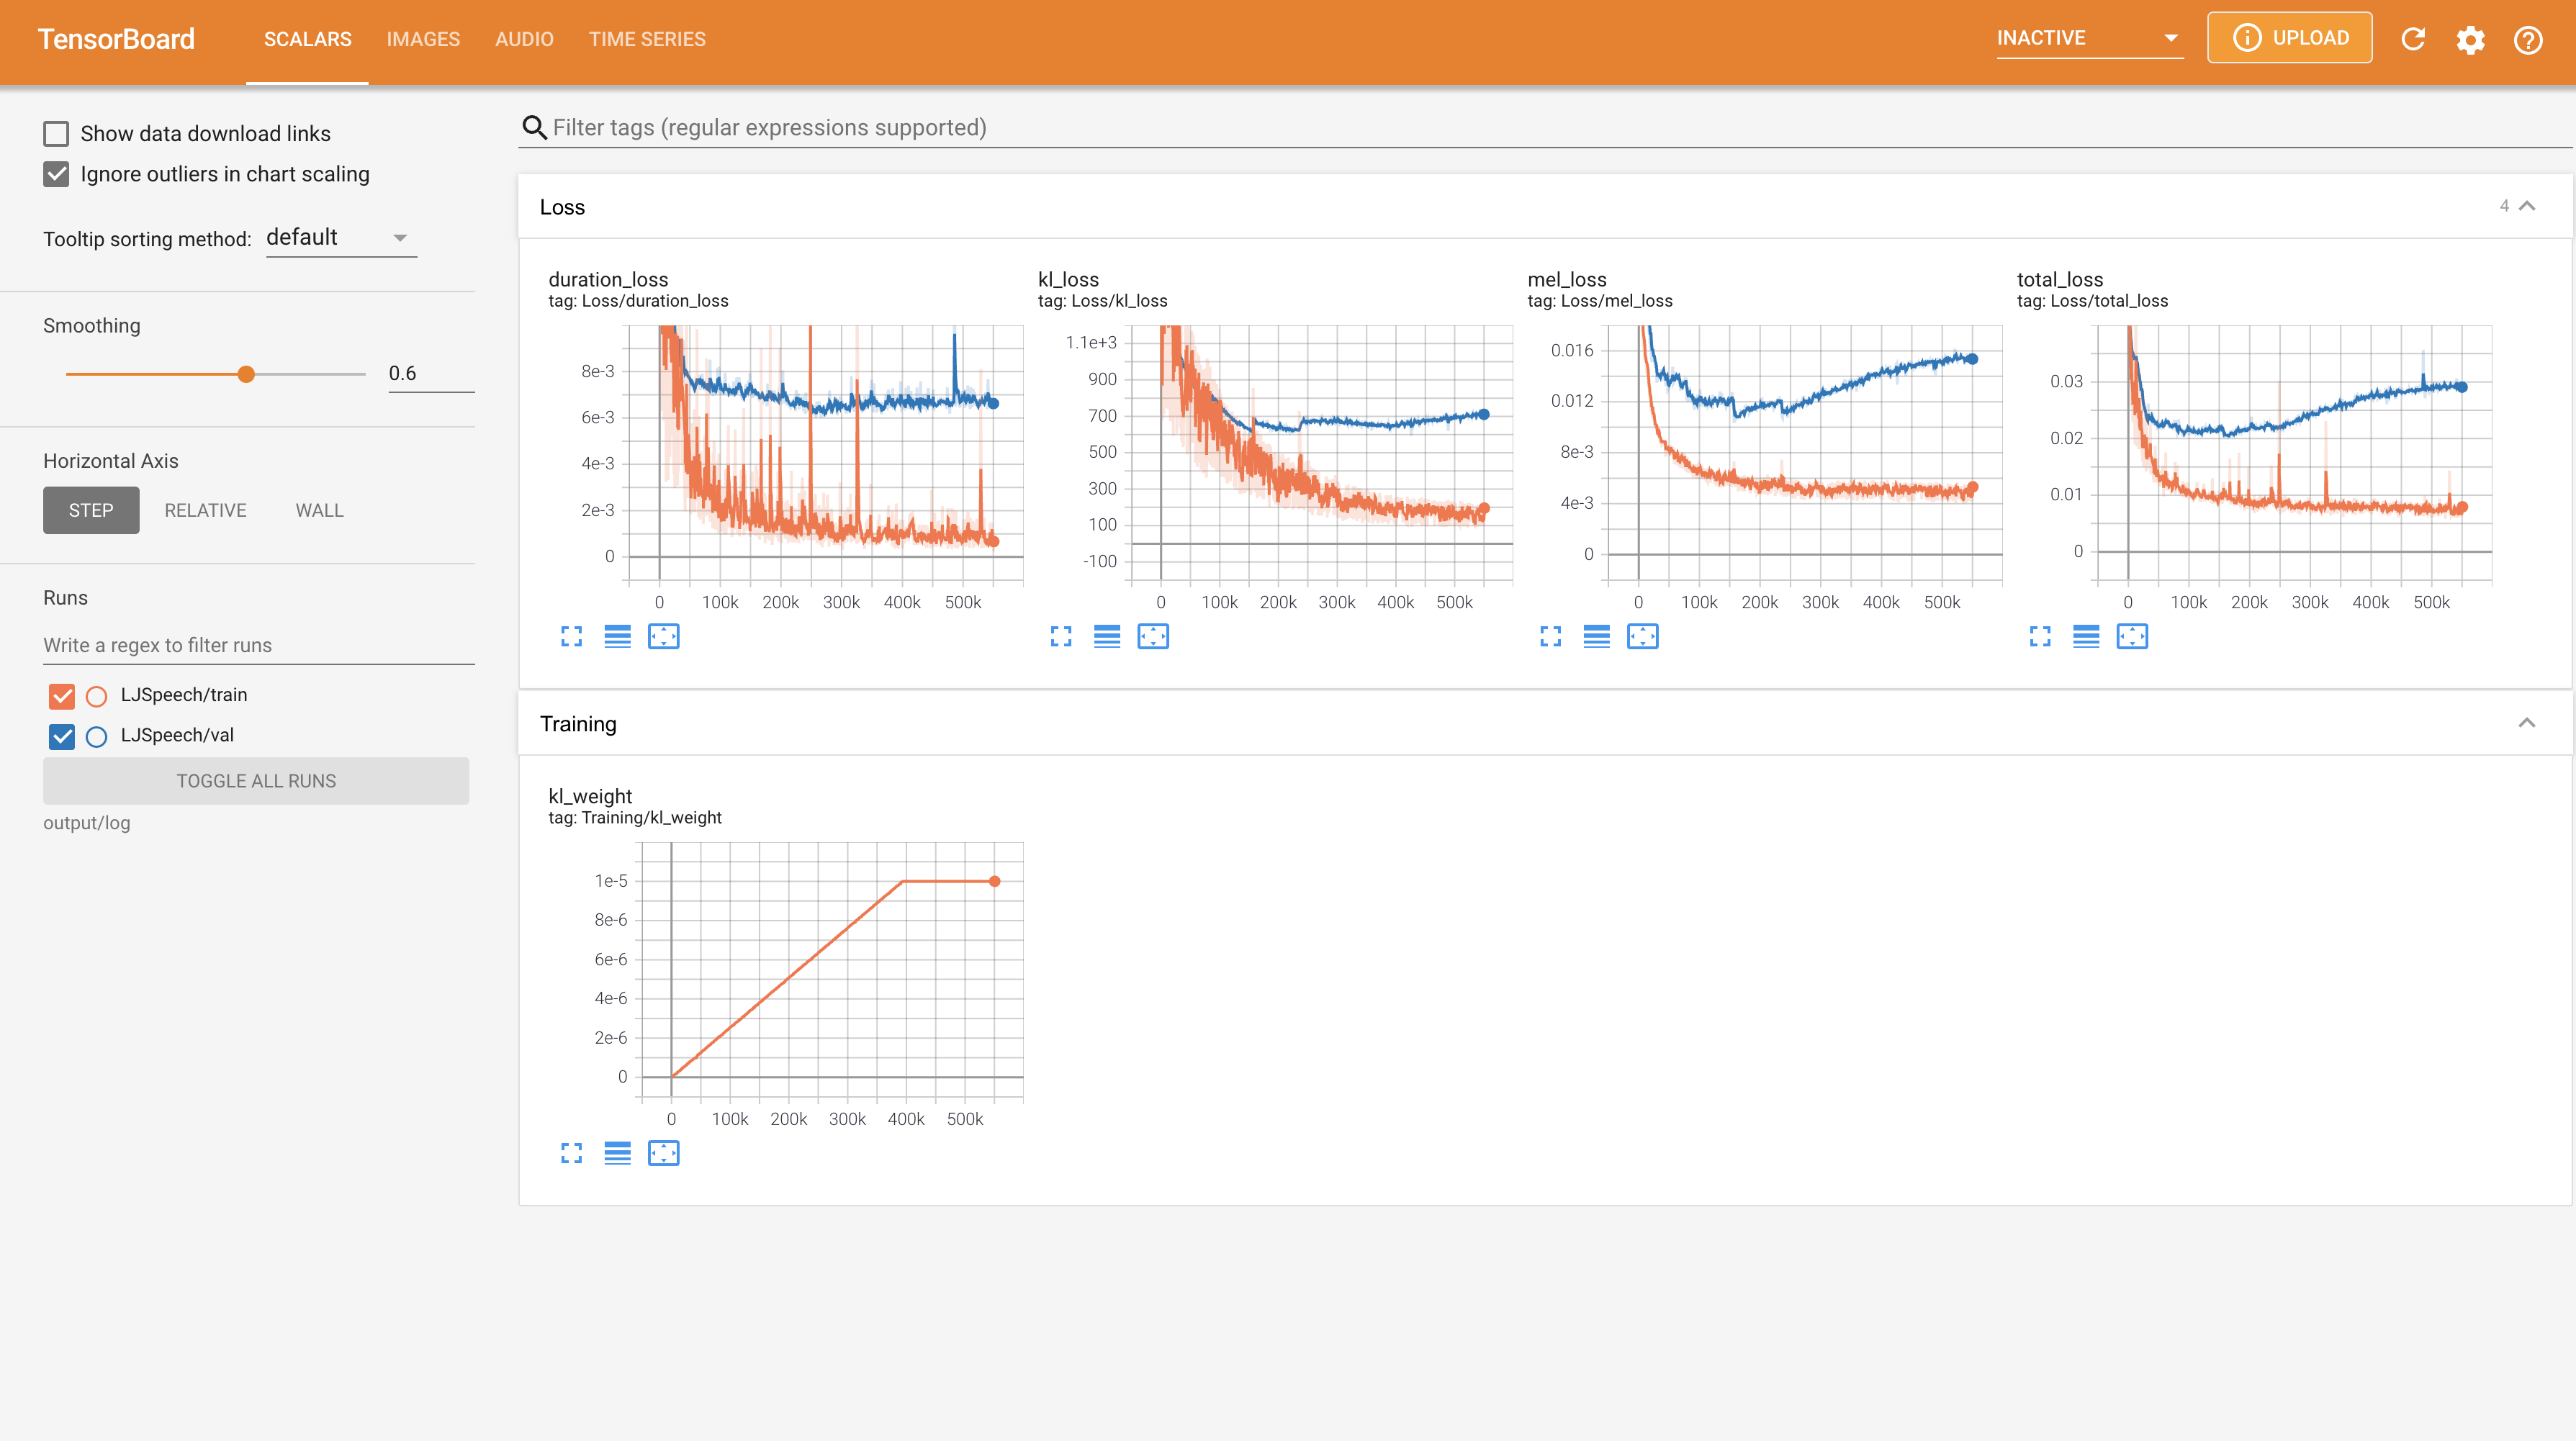 TensorBoard SCALARS IMAGES AUDIO TIME SERIES INACTIVE UPLOAD
Show data download links
Ignore outliers in chart scaling
Tooltip sorting method: default
Smoothing
0.6
Horizontal Axis
STEP RELATIVE WALL
Runs
Write a regex to filter runs
LJSpeech/train
LJSpeech/val
TOGGLE ALL RUNS
output/log
Filter tags (regular expressions supported)
Loss 4
duration_loss
tag: Loss/duration_loss
8e-3
6e-3
4e-3
2e-3
0
0 100k 200k 300k 400k 500k
kl_loss
tag: Loss/kl_loss
1.1e+3
900
700
500
300
100
-100
0 100k 200k 300k 400k 500k
mel_loss
tag: Loss/mel_loss
0.016
0.012
8e-3
4e-3
0
0 100k 200k 300k 400k 500k
total_loss
tag: Loss/total_loss
0.03
0.02
0.01
0
0 100k 200k 300k 400k 500k
Training
kl_weight
tag: Training/kl_weight
1e-5
8e-6
6e-6
4e-6
2e-6
0
0 100k 200k 300k 400k 500k